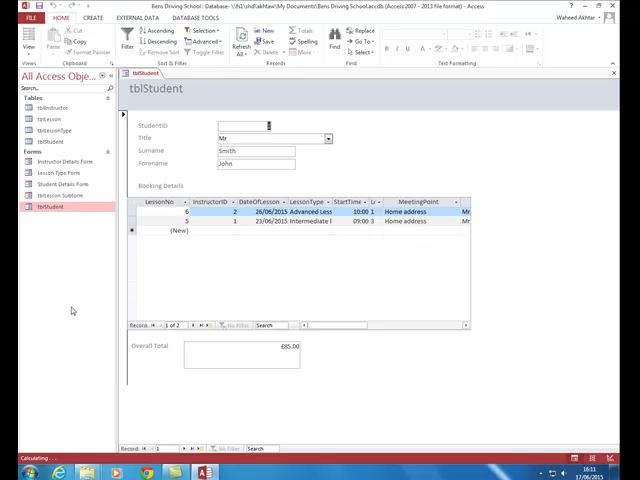 Bens Driving School: Database- \\fs1\uhd\akhtaw\My Documents\Bens Driving School.accdb (Access 2007 - 2013 file format) - Access
FILE HOME CREATE EXTERNAL DATA DATABASE TOOLS Waheed Akhtar
View Paste Cut Copy Format Painter Filter Ascending Descending Remove Sort Selection Advanced Toggle Filter Refresh All New Save Delete Totals Spelling More Find Replace Go To Select
Views Clipboard Sort & Filter Records Find Text Formatting
All Access Obje...
Search...
Tables
tblInstructor
tblLesson
tblLessonType
tblStudent
Forms
Instructor Details Form
Lesson Type Form
Student Details Form
tblLesson Subform
tblStudent
tblStudent
tblStudent
StudentID
Title Mr
Surname Smith
Forename John
Booking Details
LessonNo InstructorID DateOfLesson LessonType StartTime Le MeetingPoint
6 2 26/06/2015 Advanced Less 10:00 1 Home address Mr
5 1 23/06/2015 Intermediate l 09:00 3 Home address Mr
(New)
Record: 1 of 2 No Filter Search
Overall Total £85.00
Record: 1 No Filter Search
Calculating . . .
16:11
17/06/2015